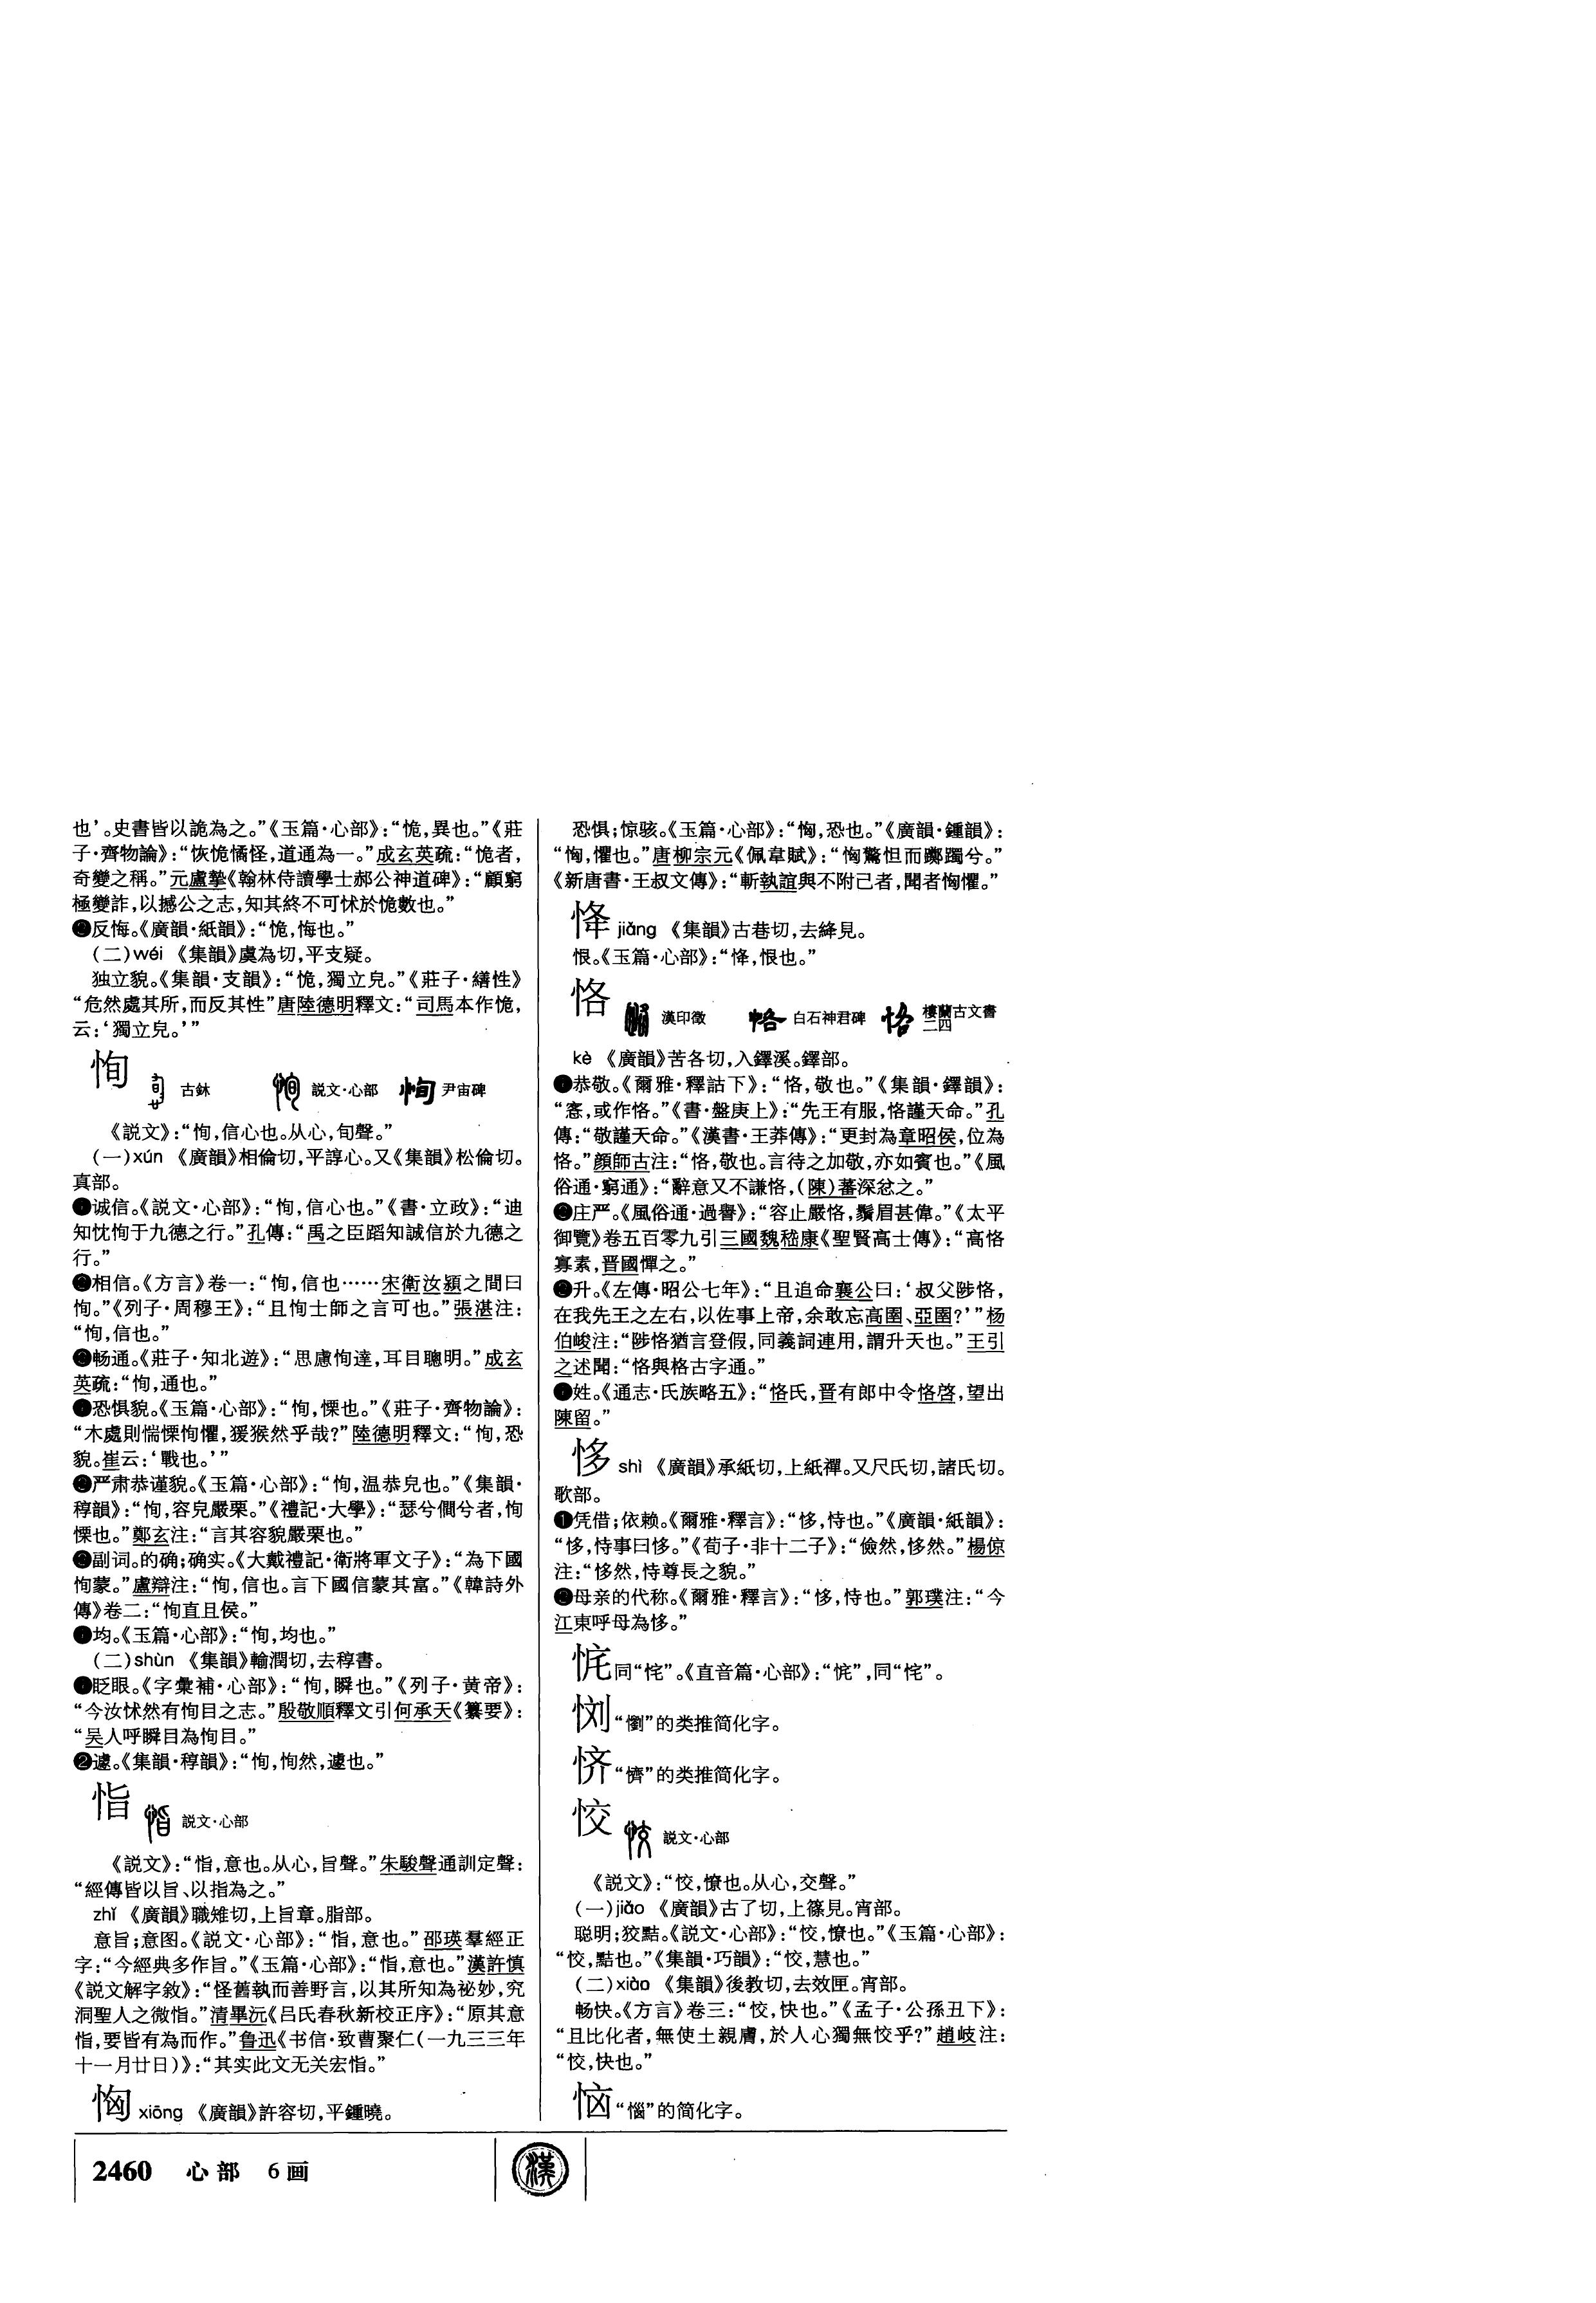 也’。史書皆以詭為之。”《玉篇·心部》：“恑，異也。”《莊
子·齊物論》：“恢恑憰怪，道通為一。”成玄英疏：“恑者，
奇變之稱。”元盧摯《翰林侍讀學士郝公神道碑》：“顧窮
極變詐，以撼公之志，知其終不可怵於恑數也。”
❷反悔。《廣韻·紙韻》：“恑，悔也。”
（二）wéi 《集韻》虞為切，平支疑。
独立貌。《集韻·支韻》：“恑，獨立皃。”《莊子·繕性》
“危然處其所，而反其性”唐陸德明釋文：“司馬本作恑，
云：‘獨立皃。’”
恂 古鉢 説文·心部 尹宙碑
《説文》：“恂，信心也。从心，旬聲。”
（一）xún 《廣韻》相倫切，平諄心。又《集韻》松倫切。
真部。
❶诚信。《説文·心部》：“恂，信心也。”《書·立政》：“迪
知忱恂于九德之行。”孔傳：“禹之臣蹈知誠信於九德之
行。”
❷相信。《方言》卷一：“恂，信也……宋衛汝潁之間曰
恂。”《列子·周穆王》：“且恂士師之言可也。”張湛注：
“恂，信也。”
❸畅通。《莊子·知北遊》：“思慮恂達，耳目聰明。”成玄
英疏：“恂，通也。”
❹恐惧貌。《玉篇·心部》：“恂，慄也。”《莊子·齊物論》：
“木處則惴慄恂懼，猨猴然乎哉？”陸德明釋文：“恂，恐
貌。崔云：‘戰也。’”
❺严肃恭谨貌。《玉篇·心部》：“恂，温恭皃也。”《集韻·
稕韻》：“恂，容皃嚴栗。”《禮記·大學》：“瑟兮僩兮者，恂
慄也。”鄭玄注：“言其容貌嚴栗也。”
❻副词。的确；确实。《大戴禮記·衛將軍文子》：“為下國
恂蒙。”盧辯注：“恂，信也。言下國信蒙其富。”《韓詩外
傳》卷二：“恂直且侯。”
❼均。《玉篇·心部》：“恂，均也。”
（二）shùn 《集韻》輸潤切，去稕書。
❶眨眼。《字彙補·心部》：“恂，瞬也。”《列子·黄帝》：
“今汝怵然有恂目之志。”殷敬順釋文引何承天《纂要》：
“吴人呼瞬目為恂目。”
❷遽。《集韻·稕韻》：“恂，恂然，遽也。”
恉 説文·心部
《説文》：“恉，意也。从心，旨聲。”朱駿聲通訓定聲：
“經傳皆以旨、以指為之。”
zhǐ 《廣韻》職雉切，上旨章。脂部。
意旨；意图。《説文·心部》：“恉，意也。”邵瑛羣經正
字：“今經典多作旨。”《玉篇·心部》：“恉，意也。”漢許慎
《説文解字敘》：“怪舊埶而善野言，以其所知為祕妙，究
洞聖人之微恉。”清畢沅《吕氏春秋新校正序》：“原其意
恉，要皆有為而作。”鲁迅《书信·致曹聚仁（一九三三年
十一月廿日）》：“其实此文无关宏恉。”
恟 xiōng 《廣韻》許容切，平鍾曉。
恐惧；惊骇。《玉篇·心部》：“恟，恐也。”《廣韻·鍾韻》：
“恟，懼也。”唐柳宗元《佩韋賦》：“恟驚怛而躑躅兮。”
《新唐書·王叔文傳》：“斬執誼與不附己者，聞者恟懼。”
恘 jiǎng 《集韻》古巷切，去絳見。
恨。《玉篇·心部》：“㤦，恨也。”
恪 漢印徵 白石神君碑 樓蘭古文書二四
kè 《廣韻》苦各切，入鐸溪。鐸部。
❶恭敬。《爾雅·釋詁下》：“恪，敬也。”《集韻·鐸韻》：
“愙，或作恪。”《書·盤庚上》：“先王有服，恪謹天命。”孔
傳：“敬謹天命。”《漢書·王莽傳》：“更封為章昭侯，位為
恪。”顔師古注：“恪，敬也。言待之加敬，亦如賓也。”《風
俗通·窮通》：“辭意又不謙恪，（陳）蕃深忿之。”
❷庄严。《風俗通·過譽》：“容止嚴恪，鬚眉甚偉。”《太平
御覽》卷五百零九引三國魏嵇康《聖賢高士傳》：“高恪
寡素，晋國憚之。”
❸升。《左傳·昭公七年》：“且追命襄公曰：‘叔父陟恪，
在我先王之左右，以佐事上帝，余敢忘高圉、亞圉？’”杨
伯峻注：“陟恪猶言登假，同義詞連用，謂升天也。”王引
之述聞：“恪與格古字通。”
❹姓。《通志·氏族略五》：“恪氏，晋有郎中令恪啓，望出
陳留。”
恀 shì 《廣韻》承紙切，上紙禪。又尺氏切，諸氏切。
歌部。
❶凭借；依赖。《爾雅·釋言》：“恀，恃也。”《廣韻·紙韻》：
“恀，恃事曰恀。”《荀子·非十二子》：“儉然，恀然。”楊倞
注：“恀然，恃尊長之貌。”
❷母亲的代称。《爾雅·釋言》：“恀，恃也。”郭璞注：“今
江東呼母為恀。”
同“恾”。《直音篇·心部》：
“懰”的类推简化字。
“懠”的类推简化字。
恔 説文·心部
《説文》：“恔，憭也。从心，交聲。”
（一）jiǎo 《廣韻》古了切，上篠見。宵部。
聪明；狡黠。《説文·心部》：“恔，憭也。”《玉篇·心部》：
“恔，黠也。”《集韻·巧韻》：“恔，慧也。”
（二）xiào 《集韻》後教切，去效匣。宵部。
畅快。《方言》卷三：“恔，快也。”《孟子·公孫丑下》：
“且比化者，無使土親膚，於人心獨無恔乎？”趙岐注：
“恔，快也。”
恼 “惱”的简化字。
2460 心部 6画
漢